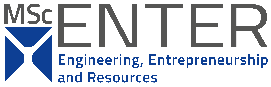 MSc ENTER
Engineering, Entrepreneurship
and Resources